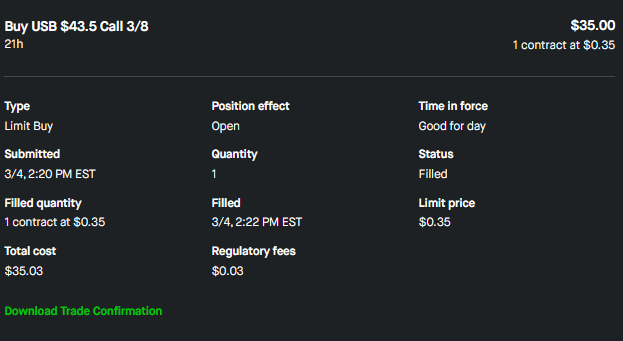 Buy USB $43.5 Call 3/8
$35.00
21h
1 contract at $0.35
Type
Position effect
Time in force
Limit Buy
Open
Good for day
Submitted
Quantity
Status
3/4, 2:20 PM EST
1
Filled
Filled quantity
Filled
Limit price
1 contract at $0.35
3/4, 2:22 PM EST
$0.35
Total cost
Regulatory fees
$35.03
$0.03
Download Trade Confirmation